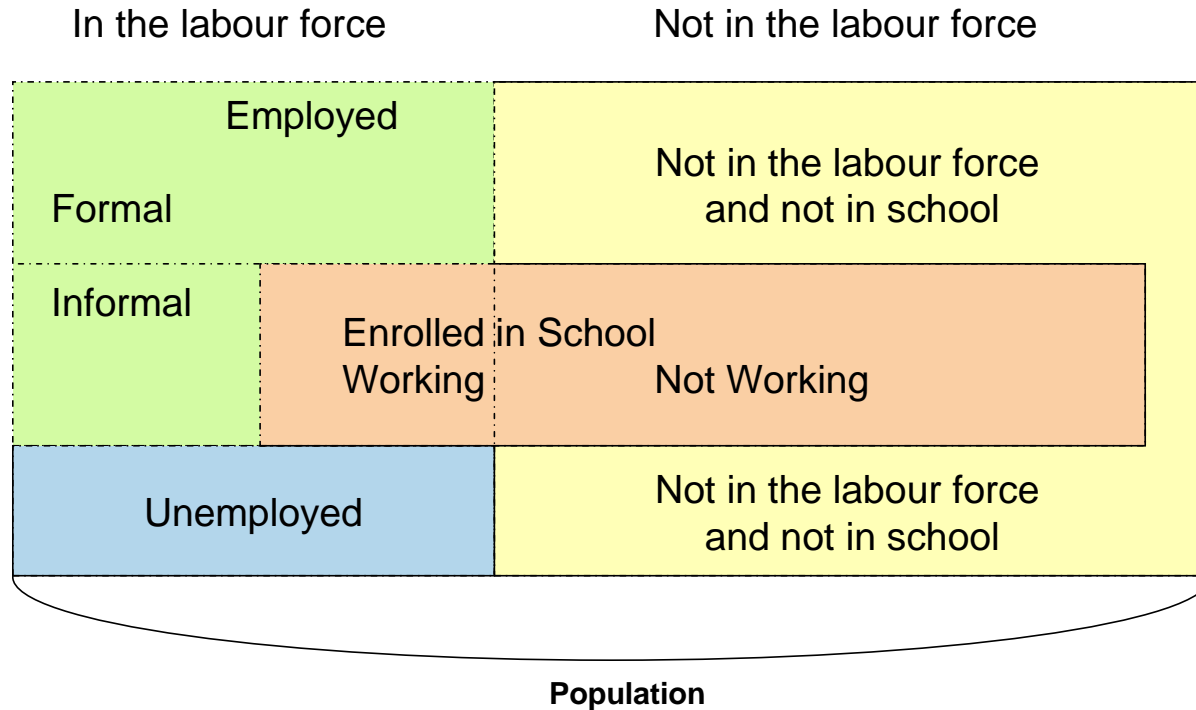 In the labour force
Not in the labour force
Employed
Formal
Not in the labour force
and not in school
Informal
Enrolled in School
Working
Not Working
Unemployed
Not in the labour force
and not in school
Population